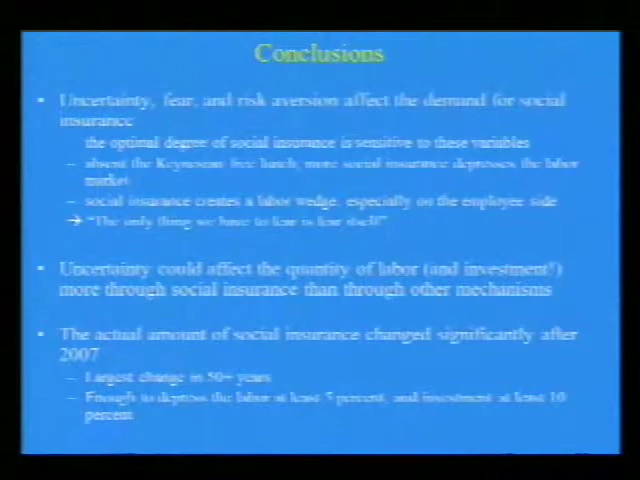 Conclusions
• Uncertainty, fear, and risk aversion affect the demand for social
insurance
the optimal degree of social insurance is sensitive to these variables
– absent the Keynesian free lunch, more social insurance depresses the labor
market
– social insurance creates a labor wedge, especially on the employee side
→ "The only thing we have to fear is fear itself"
• Uncertainty could affect the quantity of labor (and investment?)
more through social insurance than through other mechanisms
• The actual amount of social insurance changed significantly after
2007
– Largest change in 50+ years
– Enough to depress the labor at least 5 percent, and investment at least 10
percent